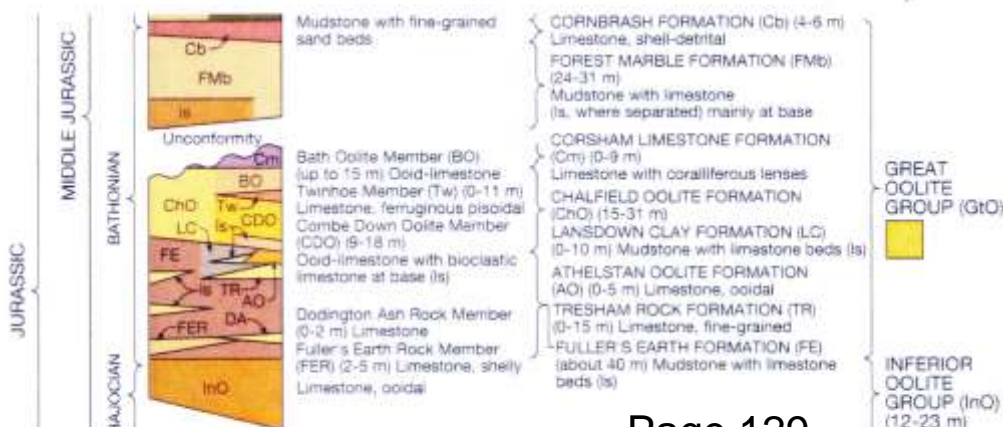 MIDDLE JURASSIC
JURASSIC
BATHONIAN
BAJOCIAN
Cb
FMb
ls
Unconformity
Cm
BO
ChO
Tw
ls
CDO
LC
FE
ls
TR
AO
DA
FER
InO
Mudstone with fine-grained
sand beds
Bath Oolite Member (BO)
(up to 15 m) Ooid-limestone
Twinhoe Member (Tw) (0-11 m)
Limestone, ferruginous pisoidal
Combe Down Oolite Member
(CDO) (9-18 m)
Ooid-limestone with bioclastic
limestone at base (ls)
Dodington Ash Rock Member
(0-2 m) Limestone
Fuller's Earth Rock Member
(FER) (2-5 m) Limestone, shelly
Limestone, ooidal
CORNBRASH FORMATION (Cb) (4-6 m)
Limestone, shell-detrital
FOREST MARBLE FORMATION (FMb)
(24-31 m)
Mudstone with limestone
(ls, where separated) mainly at base
CORSHAM LIMESTONE FORMATION
(Cm) (0-9 m)
Limestone with coralliferous lenses
CHALFIELD OOLITE FORMATION
(ChO) (15-31 m)
LANSDOWN CLAY FORMATION (LC)
(0-10 m) Mudstone with limestone beds (ls)
ATHELSTAN OOLITE FORMATION
(AO) (0-5 m) Limestone, ooidal
TRESHAM ROCK FORMATION (TR)
(0-15 m) Limestone, fine-grained
FULLER'S EARTH FORMATION (FE)
(about 40 m) Mudstone with limestone
beds (ls)
GREAT
OOLITE
GROUP (GtO)
INFERIOR
OOLITE
GROUP (InO)
(12-23 m)
Page 129